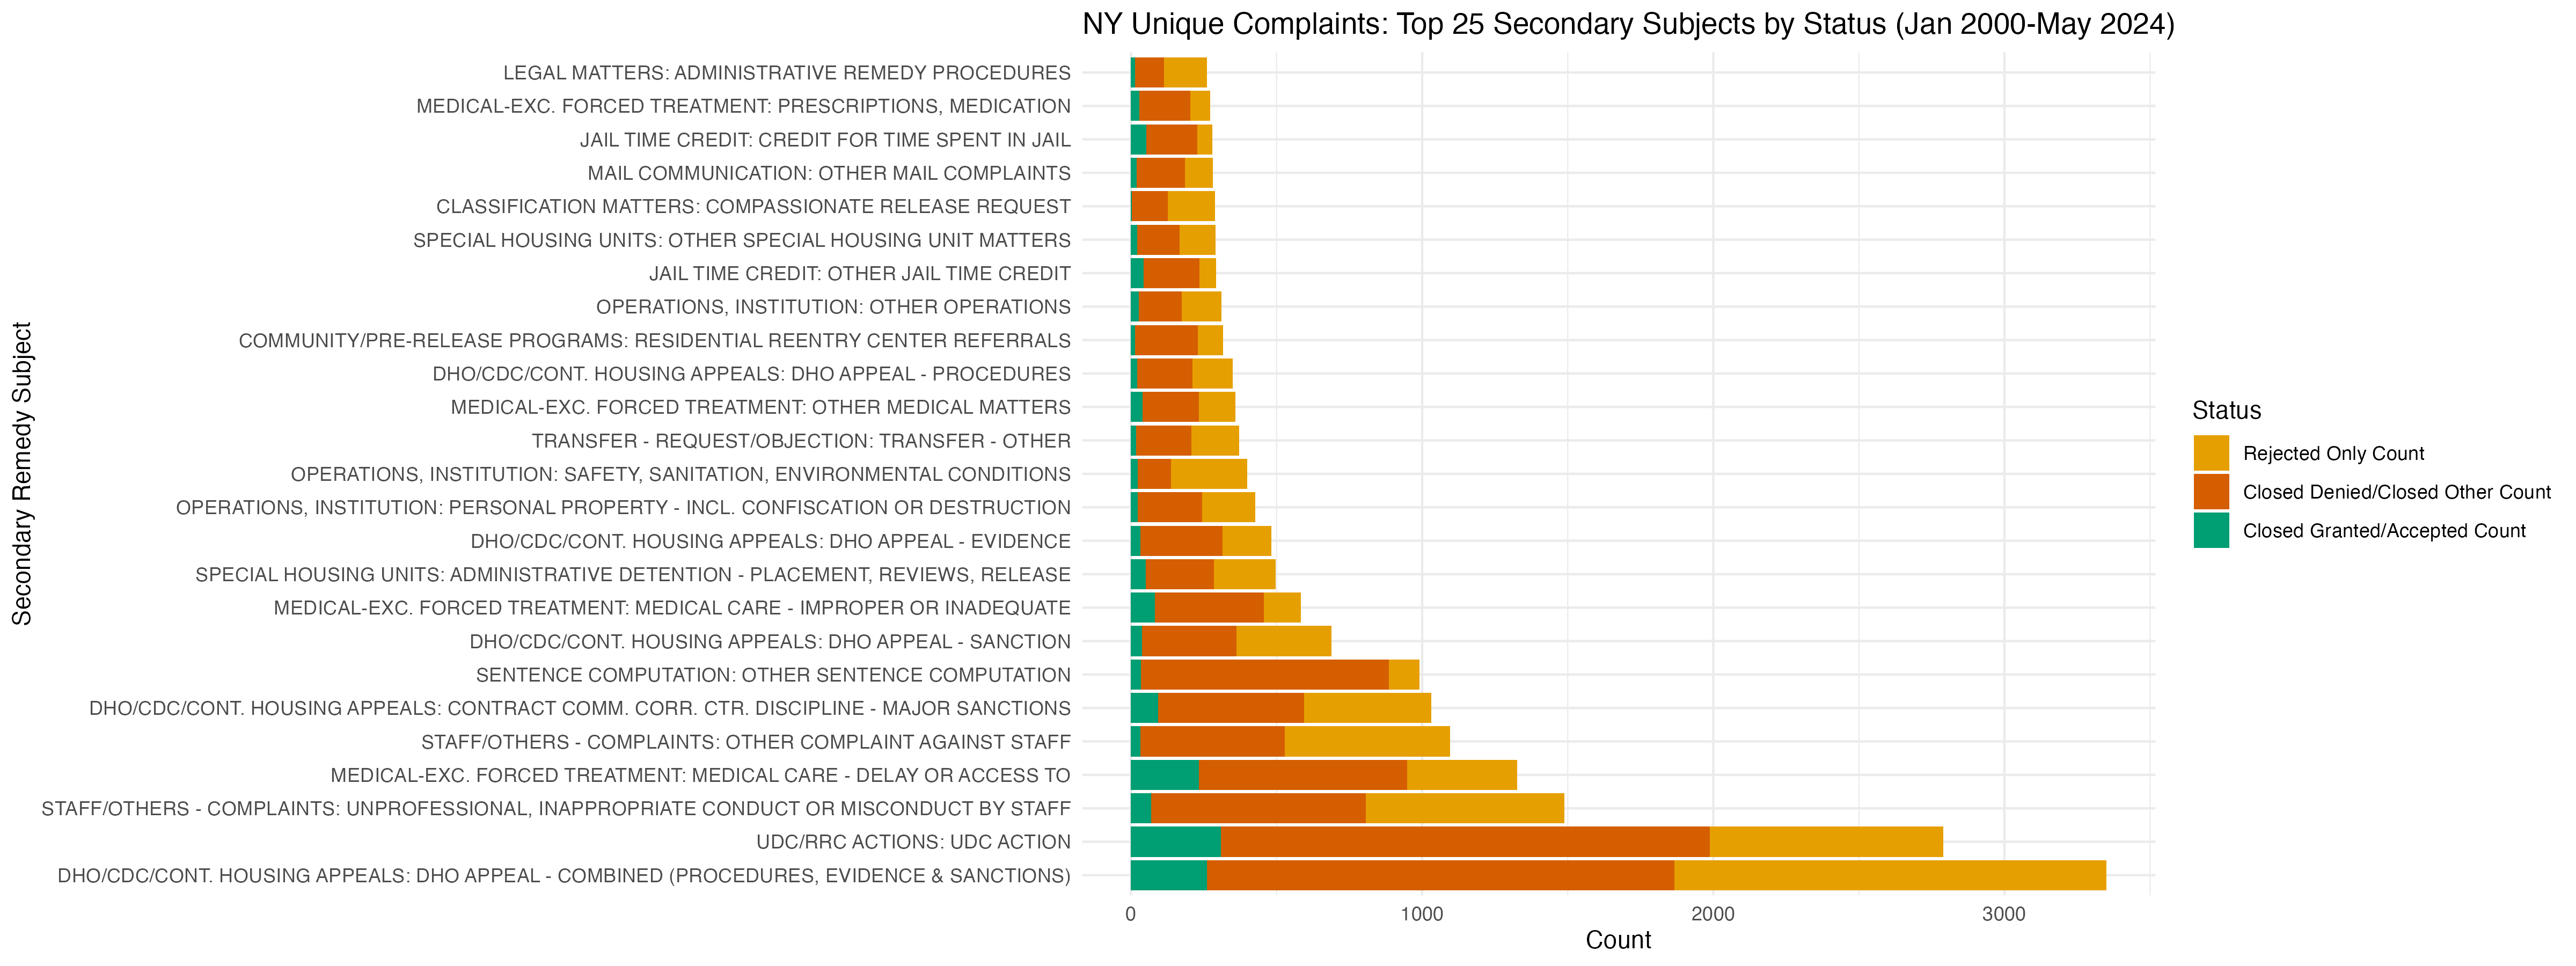 NY Unique Complaints: Top 25 Secondary Subjects by Status (Jan 2000-May 2024)
Secondary Remedy Subject
LEGAL MATTERS: ADMINISTRATIVE REMEDY PROCEDURES
MEDICAL-EXC. FORCED TREATMENT: PRESCRIPTIONS, MEDICATION
JAIL TIME CREDIT: CREDIT FOR TIME SPENT IN JAIL
MAIL COMMUNICATION: OTHER MAIL COMPLAINTS
CLASSIFICATION MATTERS: COMPASSIONATE RELEASE REQUEST
SPECIAL HOUSING UNITS: OTHER SPECIAL HOUSING UNIT MATTERS
JAIL TIME CREDIT: OTHER JAIL TIME CREDIT
OPERATIONS, INSTITUTION: OTHER OPERATIONS
COMMUNITY/PRE-RELEASE PROGRAMS: RESIDENTIAL REENTRY CENTER REFERRALS
DHO/CDC/CONT. HOUSING APPEALS: DHO APPEAL - PROCEDURES
MEDICAL-EXC. FORCED TREATMENT: OTHER MEDICAL MATTERS
TRANSFER - REQUEST/OBJECTION: TRANSFER - OTHER
OPERATIONS, INSTITUTION: SAFETY, SANITATION, ENVIRONMENTAL CONDITIONS
OPERATIONS, INSTITUTION: PERSONAL PROPERTY - INCL. CONFISCATION OR DESTRUCTION
DHO/CDC/CONT. HOUSING APPEALS: DHO APPEAL - EVIDENCE
SPECIAL HOUSING UNITS: ADMINISTRATIVE DETENTION - PLACEMENT, REVIEWS, RELEASE
MEDICAL-EXC. FORCED TREATMENT: MEDICAL CARE - IMPROPER OR INADEQUATE
DHO/CDC/CONT. HOUSING APPEALS: DHO APPEAL - SANCTION
SENTENCE COMPUTATION: OTHER SENTENCE COMPUTATION
DHO/CDC/CONT. HOUSING APPEALS: CONTRACT COMM. CORR. CTR. DISCIPLINE - MAJOR SANCTIONS
STAFF/OTHERS - COMPLAINTS: OTHER COMPLAINT AGAINST STAFF
MEDICAL-EXC. FORCED TREATMENT: MEDICAL CARE - DELAY OR ACCESS TO
STAFF/OTHERS - COMPLAINTS: UNPROFESSIONAL, INAPPROPRIATE CONDUCT OR MISCONDUCT BY STAFF
UDC/RRC ACTIONS: UDC ACTION
DHO/CDC/CONT. HOUSING APPEALS: DHO APPEAL - COMBINED (PROCEDURES, EVIDENCE & SANCTIONS)
0 1000 2000 3000
Count
Status
Rejected Only Count
Closed Denied/Closed Other Count
Closed Granted/Accepted Count